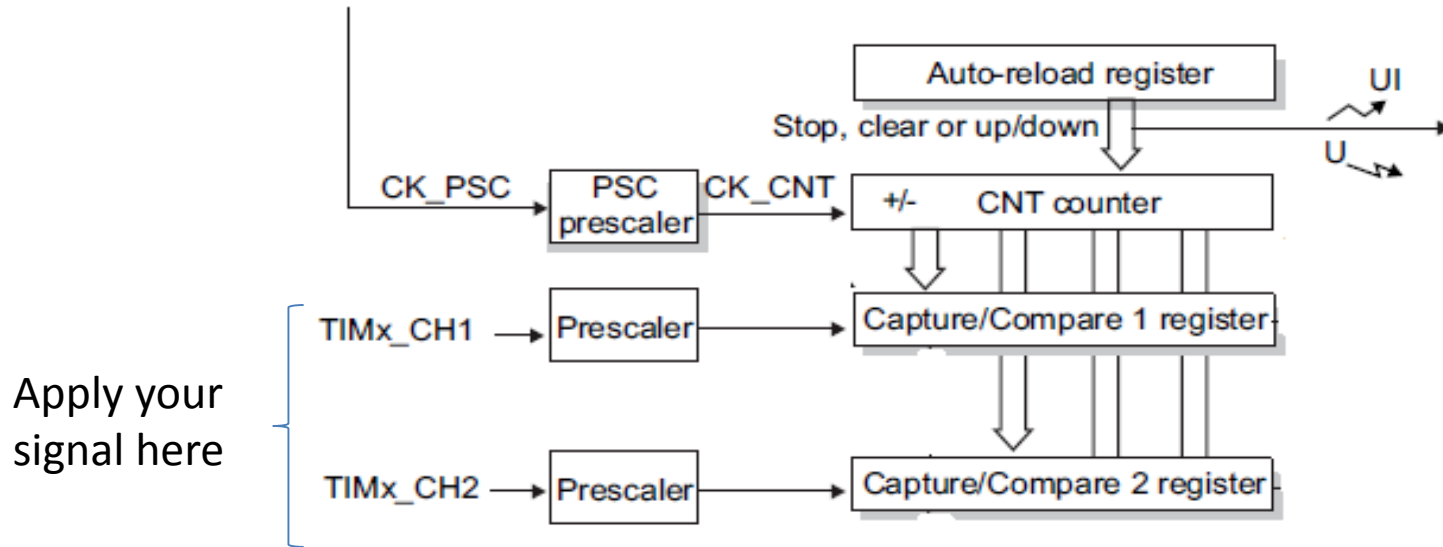 Auto-reload register
UI
Stop, clear or up/down
U
CK_PSC
PSC
prescaler
CK_CNT
+/- CNT counter
TIMx_CH1
Prescaler
Capture/Compare 1 register
Apply your
signal here
TIMx_CH2
Prescaler
Capture/Compare 2 register